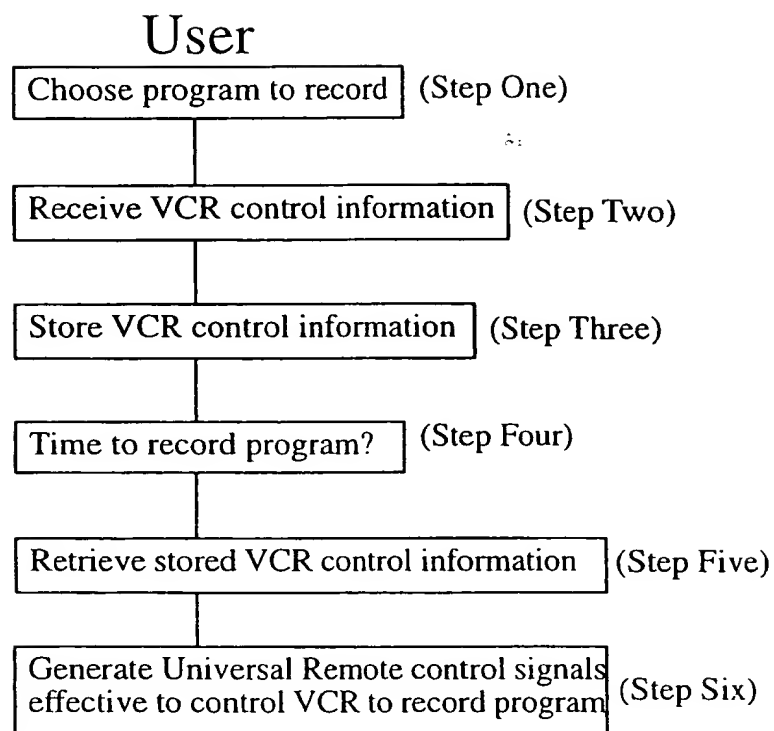 User
Choose program to record (Step One)
Receive VCR control information (Step Two)
Store VCR control information (Step Three)
Time to record program? (Step Four)
Retrieve stored VCR control information (Step Five)
Generate Universal Remote control signals
effective to control VCR to record program (Step Six)